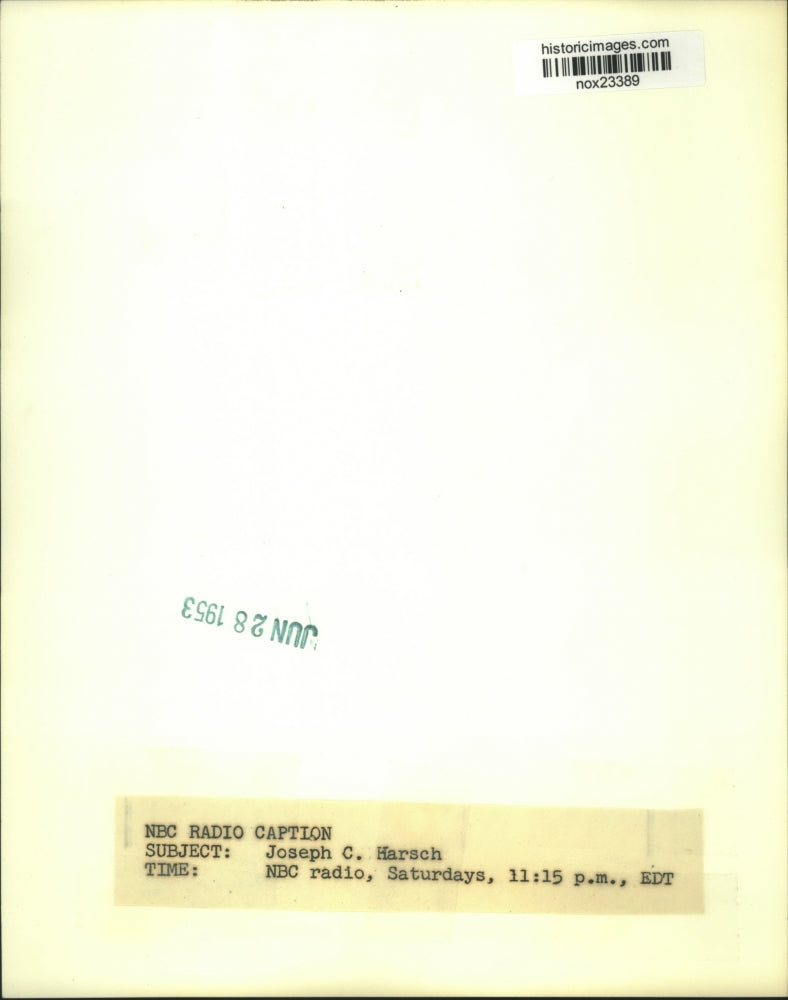 historicimages.com
nox23389
JUN 28 1953
NBC RADIO CAPTION
SUBJECT: Joseph C. Harsch
TIME: NBC radio, Saturdays, 11:15 p.m., EDT